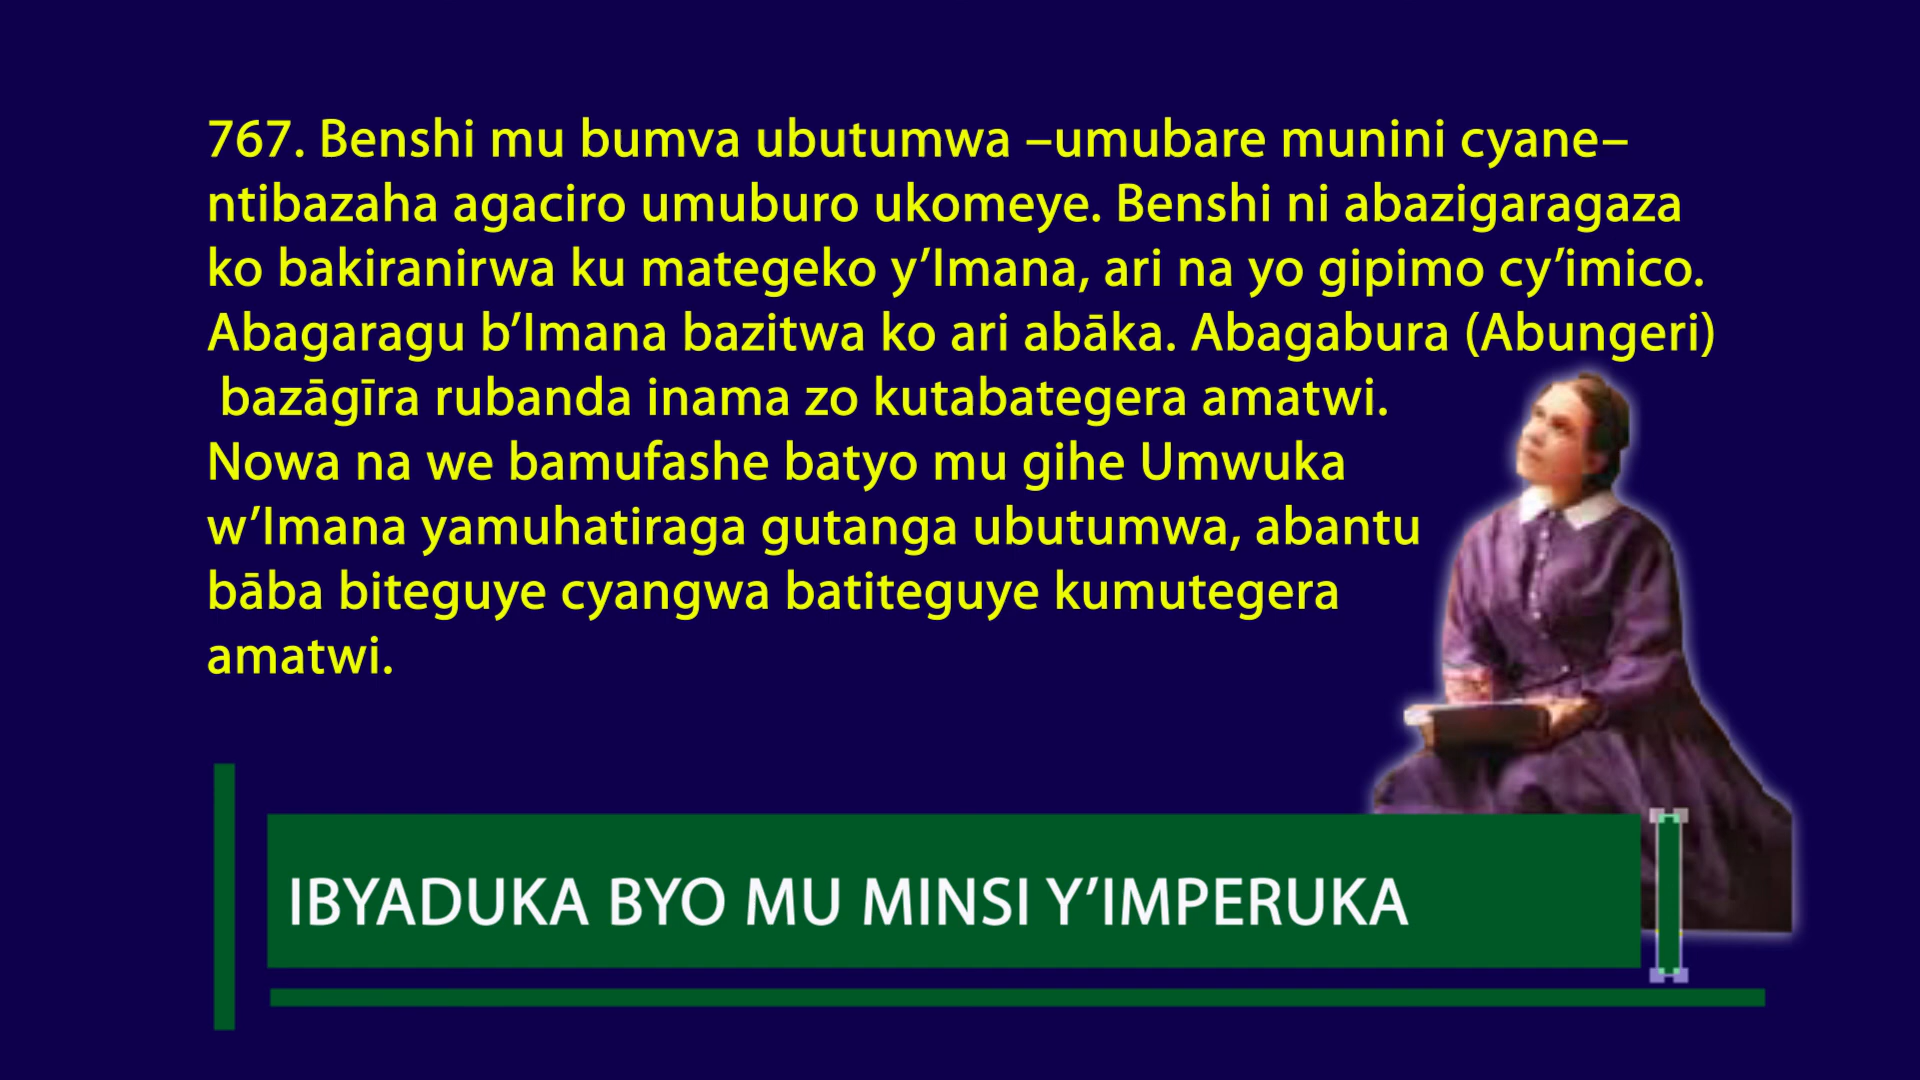 767. Benshi mu bumva ubutumwa –umubare munini cyane–
ntibazaha agaciro umuburo ukomeye. Benshi ni abazigaragaza
ko bakiranirwa ku mategeko y’Imana, ari na yo gipimo cy’imico.
Abagaragu b’Imana bazitwa ko ari abāka. Abagabura (Abungeri)
bazāgīra rubanda inama zo kutabategera amatwi.
Nowa na we bamufashe batyo mu gihe Umwuka
w’Imana yamuhatiraga gutanga ubutumwa, abantu
bāba biteguye cyangwa batiteguye kumutegera
amatwi.
IBYADUKA BYO MU MINSI Y’IMPERUKA